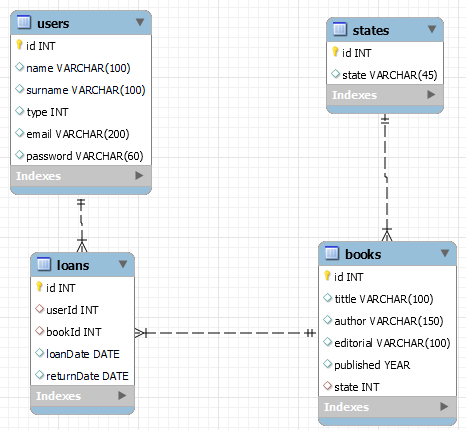 users
id INT
name VARCHAR(100)
surname VARCHAR(100)
type INT
email VARCHAR(200)
password VARCHAR(60)
Indexes
states
id INT
state VARCHAR(45)
Indexes
loans
id INT
userId INT
bookId INT
loanDate DATE
returnDate DATE
Indexes
books
id INT
tittle VARCHAR(100)
author VARCHAR(150)
editorial VARCHAR(100)
published YEAR
state INT
Indexes